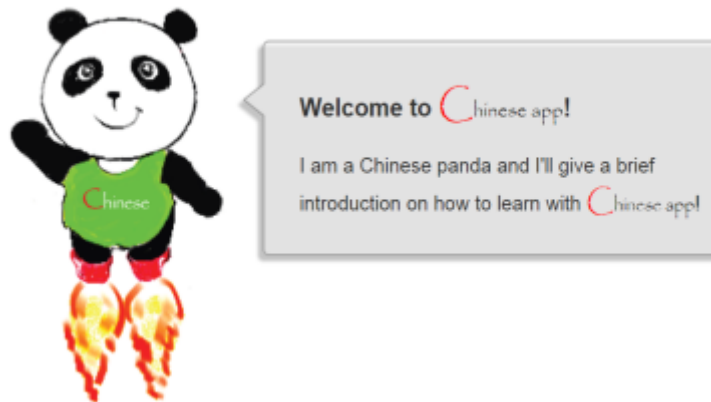 Welcome to Chinese app!
I am a Chinese panda and I'll give a brief
introduction on how to learn with Chinese app!
Chinese